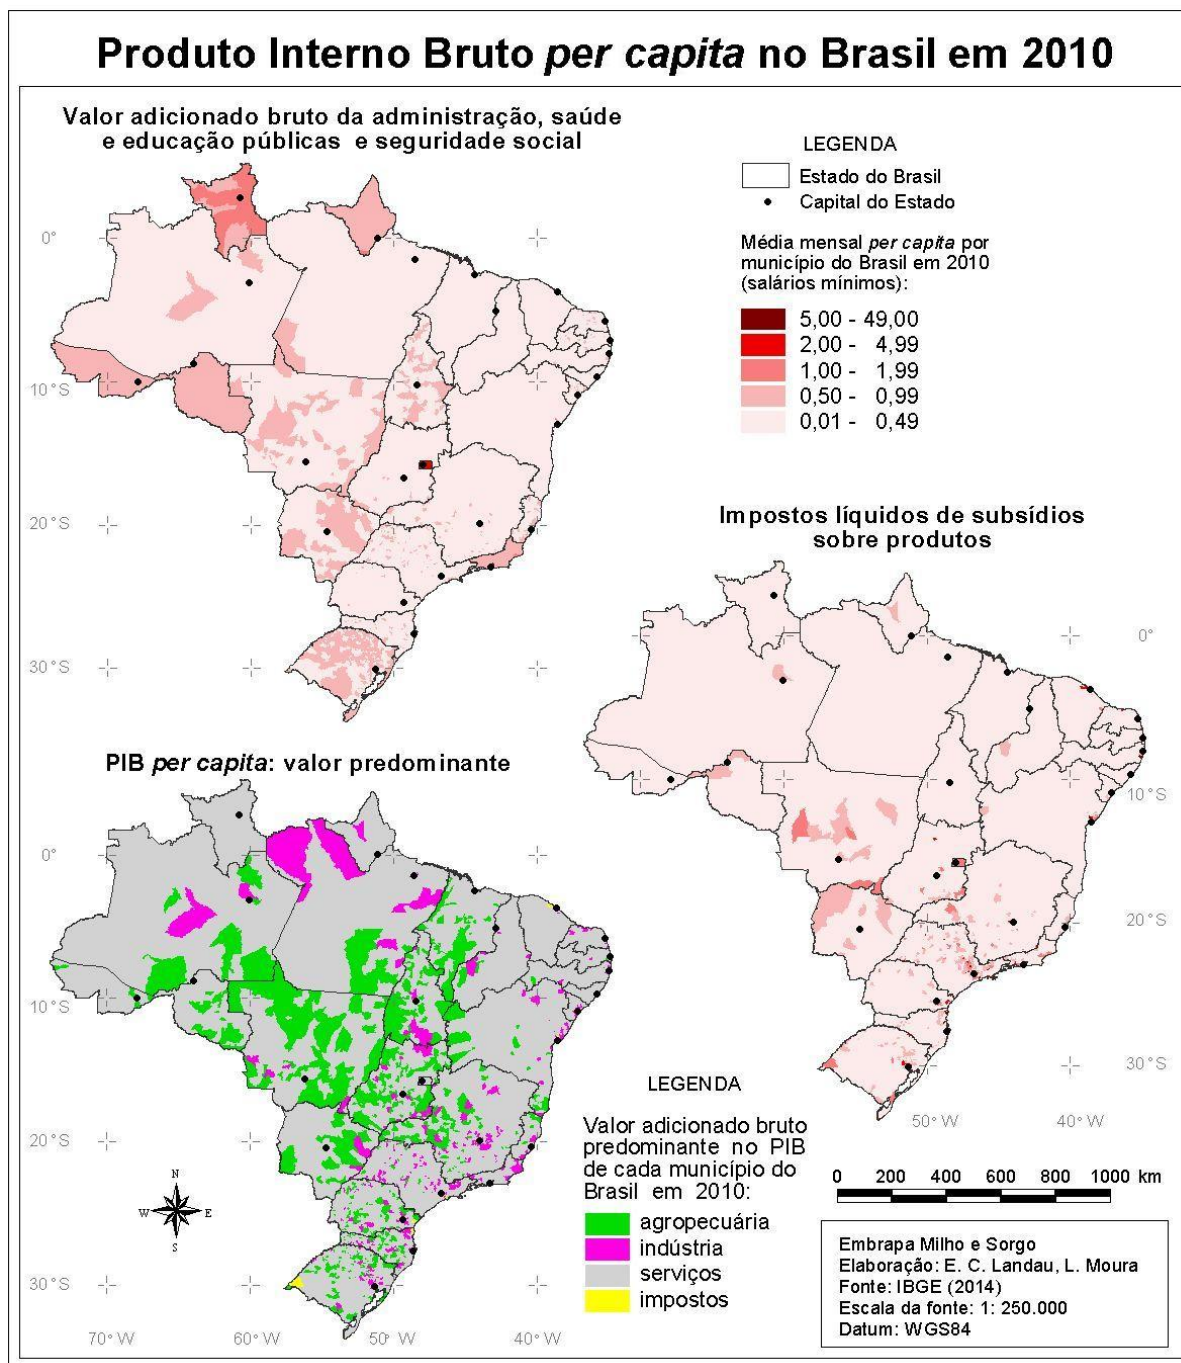 Produto Interno Bruto per capita no Brasil em 2010
Valor adicionado bruto da administração, saúde
e educação públicas e seguridade social
LEGENDA
Estado do Brasil
Capital do Estado
Média mensal per capita por
município do Brasil em 2010
(salários mínimos):
5,00 - 49,00
2,00 - 4,99
1,00 - 1,99
0,50 - 0,99
0,01 - 0,49
0°
10°S
20°S
30°S
60°W
50°W
40°W
Impostos líquidos de subsídios
sobre produtos
0°
10°S
20°S
30°S
50°W
40°W
PIB per capita: valor predominante
0°
10°S
20°S
30°S
70°W
60°W
50°W
40°W
N
W
E
S
LEGENDA
Valor adicionado bruto
predominante no PIB
de cada município do
Brasil em 2010:
agropecuária
indústria
serviços
impostos
0 200 400 600 800 1000 km
Embrapa Milho e Sorgo
Elaboração: E. C. Landau, L. Moura
Fonte: IBGE (2014)
Escala da fonte: 1: 250.000
Datum: WGS84